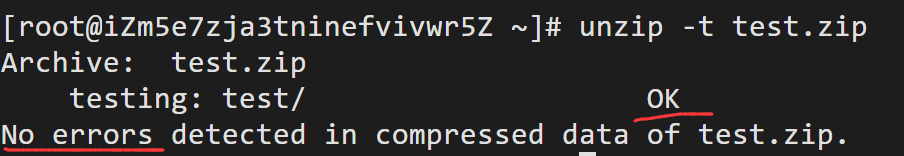 [root@iZm5e7zja3tninefvivwr5Z ~]# unzip -t test.zip
Archive:  test.zip
    testing: test/                   OK
No errors detected in compressed data of test.zip.